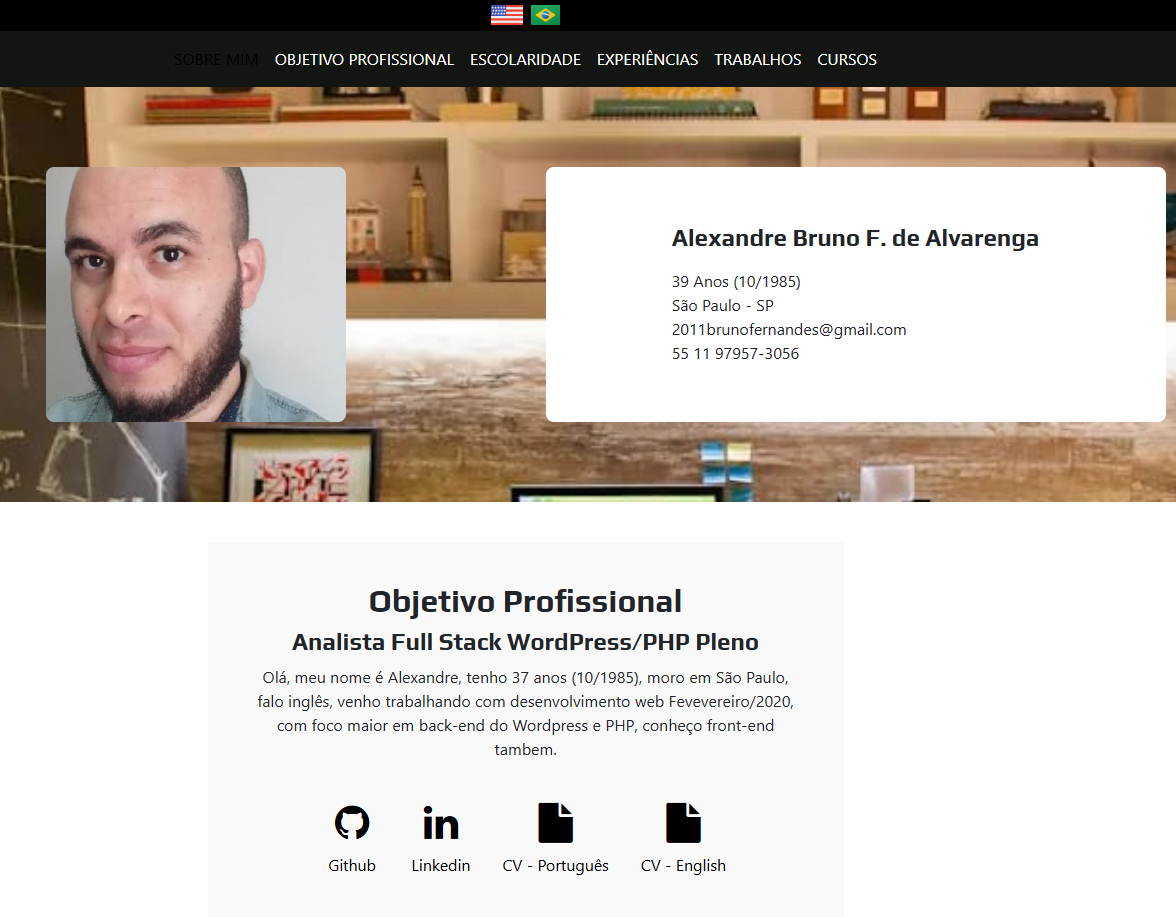 SOBRE MIM OBJETIVO PROFISSIONAL ESCOLARIDADE EXPERIÊNCIAS TRABALHOS CURSOS
Alexandre Bruno F. de Alvarenga
39 Anos (10/1985)
São Paulo - SP
2011brunofernandes@gmail.com
55 11 97957-3056
Objetivo Profissional
Analista Full Stack WordPress/PHP Pleno
Olá, meu nome é Alexandre, tenho 37 anos (10/1985), moro em São Paulo,
falo inglês, venho trabalhando com desenvolvimento web Fevevereiro/2020,
com foco maior em back-end do Wordpress e PHP, conheço front-end
tambem.
Github Linkedin CV - Português CV - English